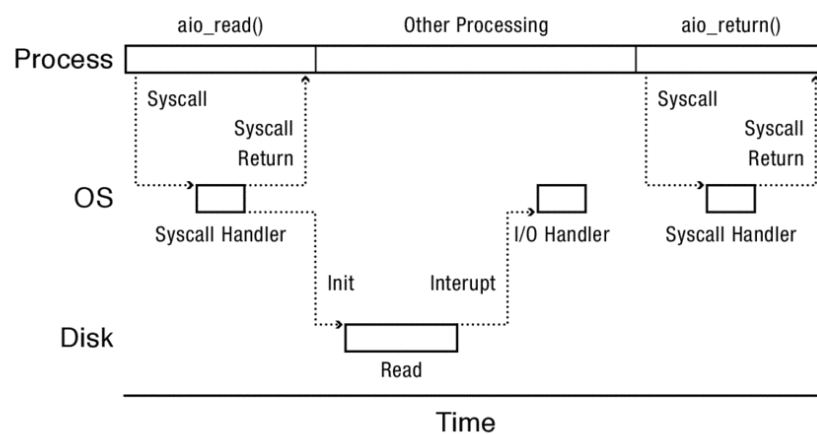 aio_read() Other Processing aio_return()
Process
Syscall Syscall
Syscall Syscall
Return Return
OS
Syscall Handler I/O Handler Syscall Handler
Init Interupt
Disk
Read
Time